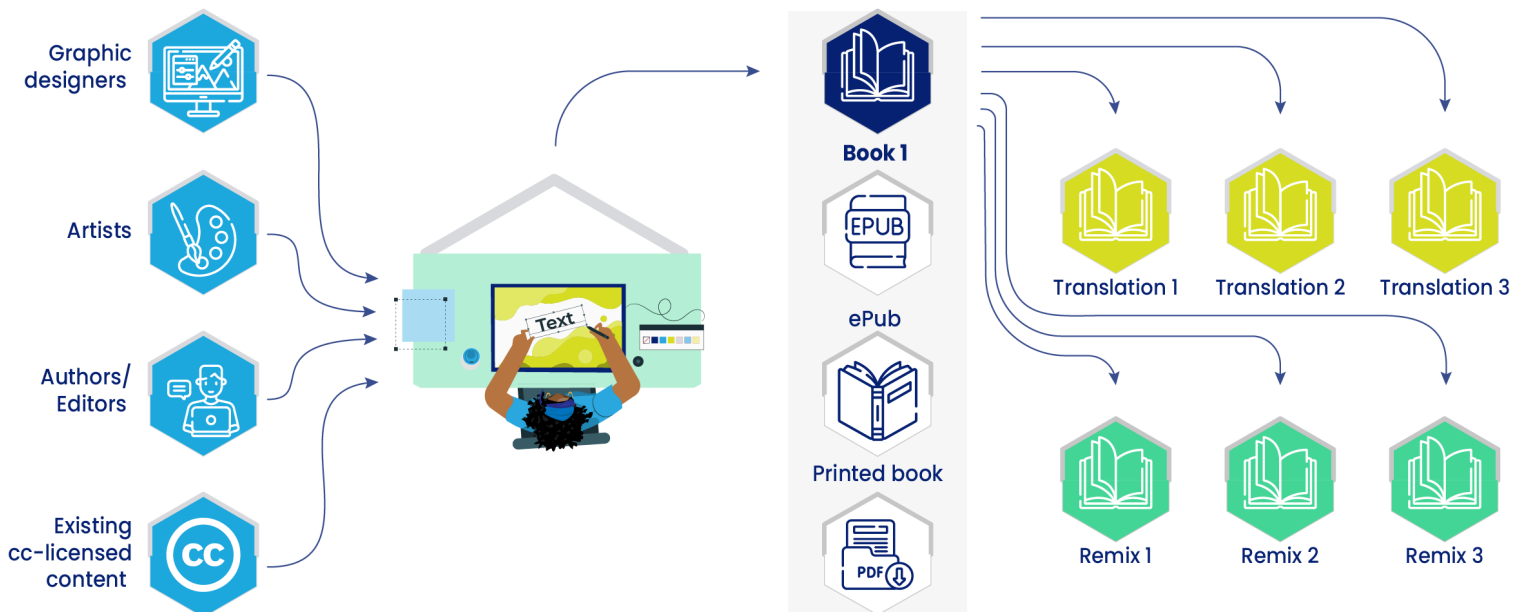 Graphic
designers
Artists
Authors/
Editors
Existing
cc-licensed
content
CC
Text
Book 1
EPUB
ePub
Printed book
PDF
Translation 1
Translation 2
Translation 3
Remix 1
Remix 2
Remix 3